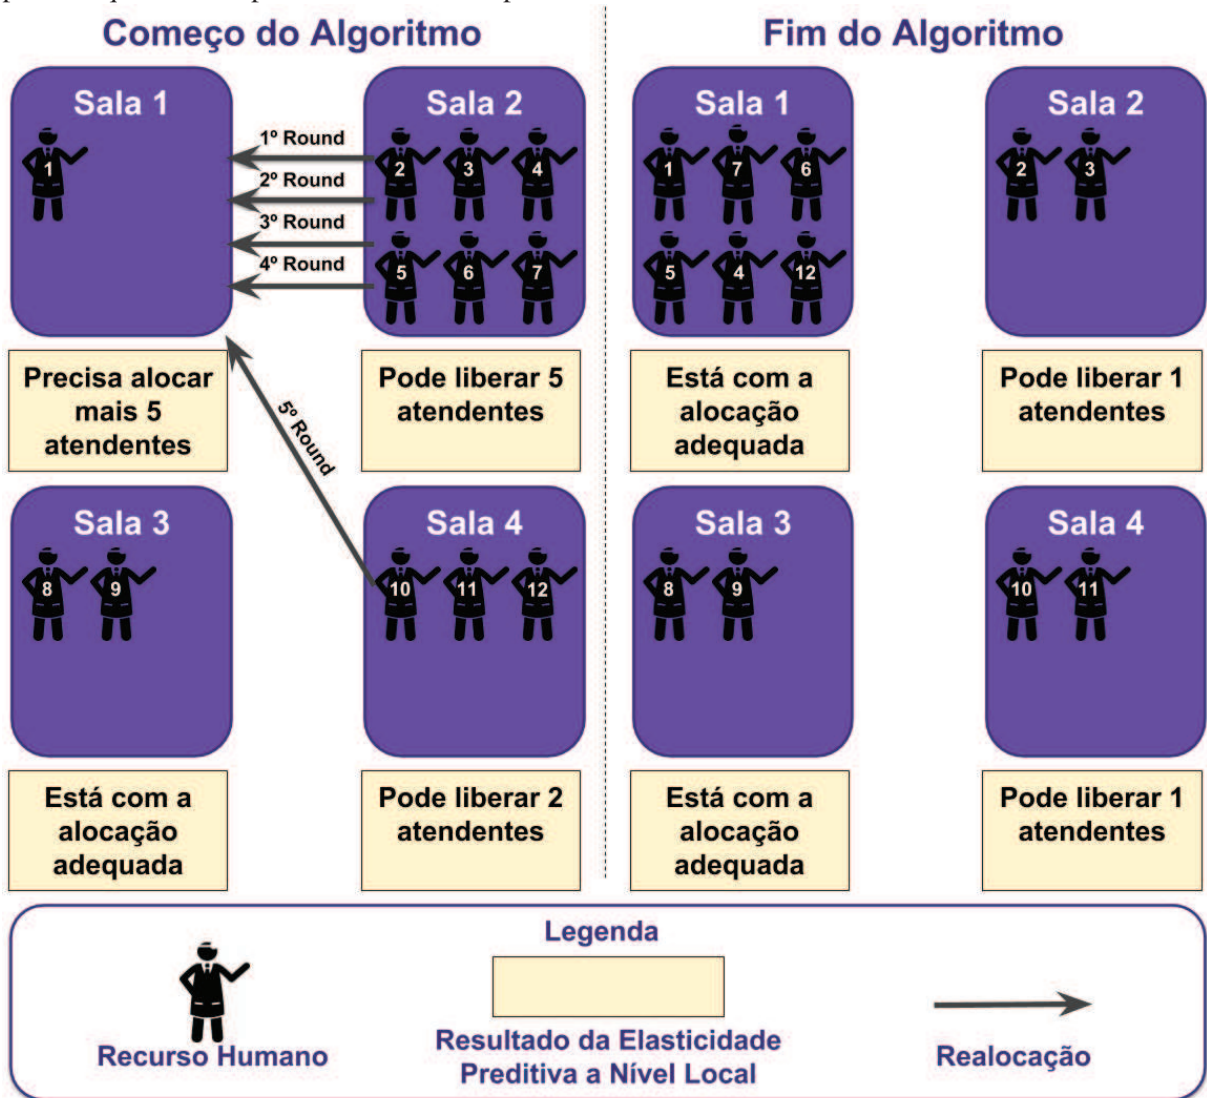 Começo do Algoritmo
Fim do Algoritmo
Sala 1
1
1º Round
2º Round
3º Round
4º Round
Sala 2
2 3 4
5 6 7
Sala 1
1 7 6
5 4 12
Sala 2
2 3
Precisa alocar
mais 5
atendentes
5º Round
Pode liberar 5
atendentes
Está com a
alocação
adequada
Pode liberar 1
atendentes
Sala 3
8 9
Sala 4
10 11 12
Sala 3
8 9
Sala 4
10 11
Está com a
alocação
adequada
Pode liberar 2
atendentes
Está com a
alocação
adequada
Pode liberar 1
atendentes
Legenda
Recurso Humano
Resultado da Elasticidade
Preditiva a Nível Local
Realocação